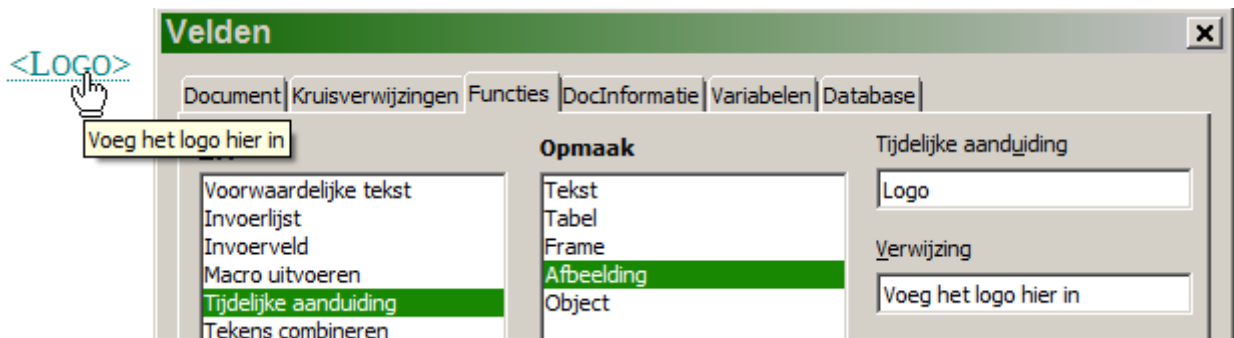 Velden
<LOGO>
Document Kruisverwijzingen Functies DocInformatie Variabelen Database
Voeg het logo hier in
Opmaak
Tijdelijke aanduiding
Voorwaardelijke tekst
Invoerlijst
Invoerveld
Macro uitvoeren
Tijdelijke aanduiding
Tekens combineren
Tekst
Tabel
Frame
Afbeelding
Object
Logo
Verwijzing
Voeg het logo hier in